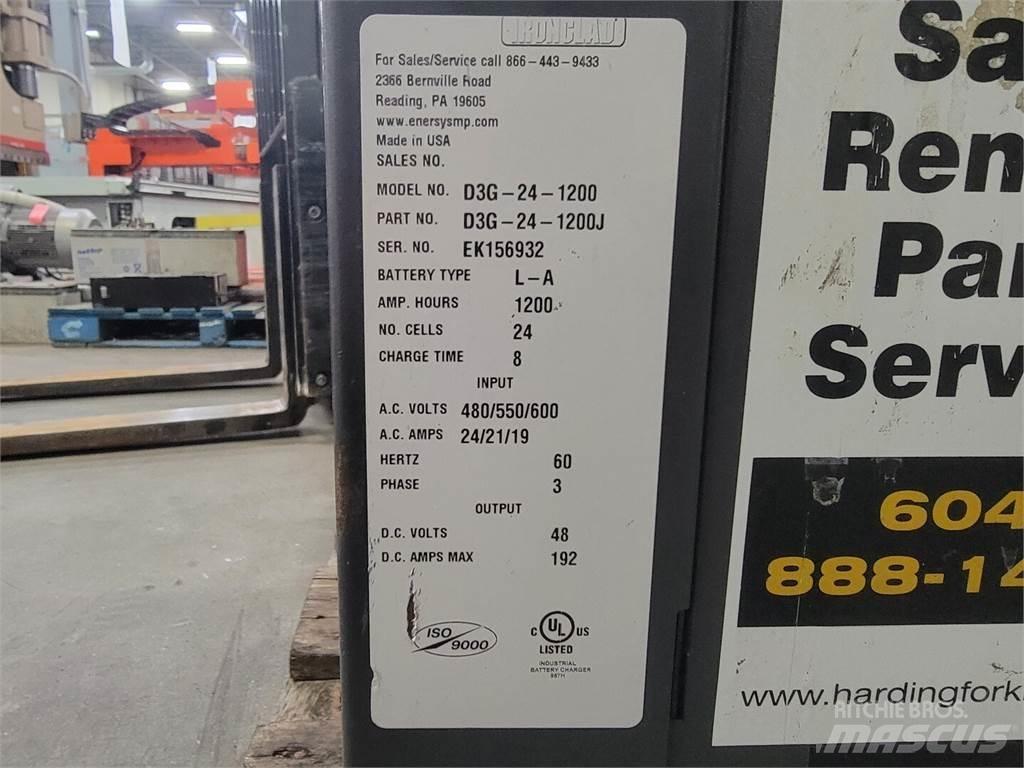 IRONCLAD
For Sales/Service call 866-443-9433
2366 Bernville Road
Reading, PA 19605
www.enersysmp.com
Made in USA
SALES NO.
MODEL NO. D3G-24-1200
PART NO. D3G-24-1200J
SER. NO. EK156932
BATTERY TYPE L-A
AMP. HOURS 1200
NO. CELLS 24
CHARGE TIME 8
INPUT
A.C. VOLTS 480/550/600
A.C. AMPS 24/21/19
HERTZ 60
PHASE 3
OUTPUT
D.C. VOLTS 48
D.C. AMPS MAX 192
ISO 9000
C UL US
LISTED
INDUSTRIAL
BATTERY CHARGER
987H
Sa
Ren
Par
Serv
604
888-14
www.hardingfork
RITCHIE BROS.
MASCUS